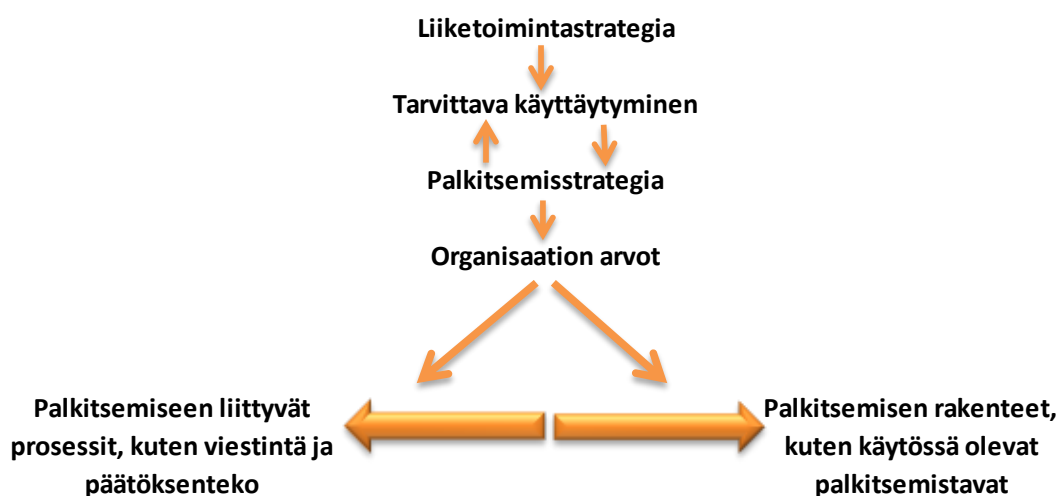 Liiketoimintastrategia
Tarvittava käyttäytyminen
Palkitsemisstrategia
Organisaation arvot
Palkitsemiseen liittyvät
prosessit, kuten viestintä ja
päätöksenteko
Palkitsemisen rakenteet,
kuten käytössä olevat
palkitsemistavat